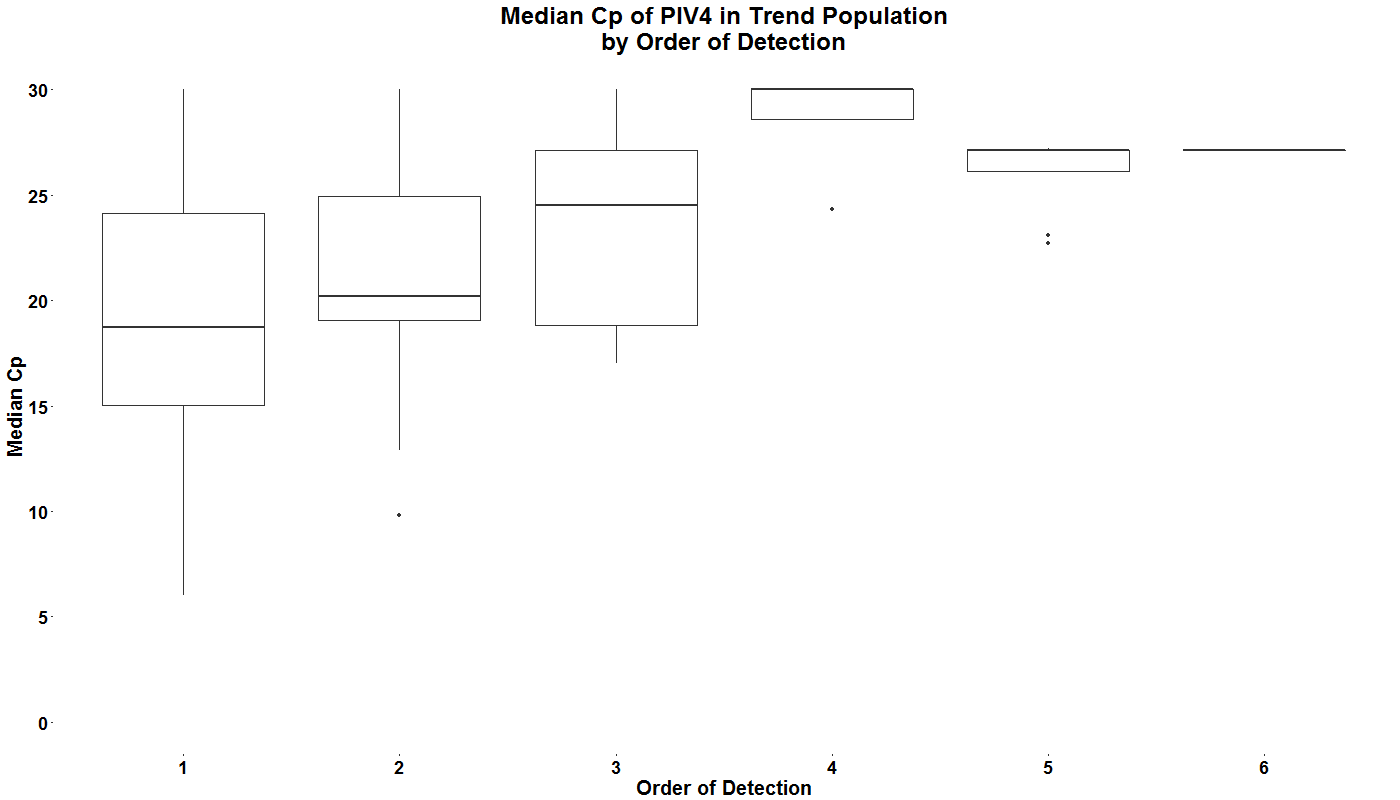 Median Cp of PIV4 in Trend Population
by Order of Detection
Median Cp
30
25
20
15
10
5
0
1 2 3 4 5 6
Order of Detection